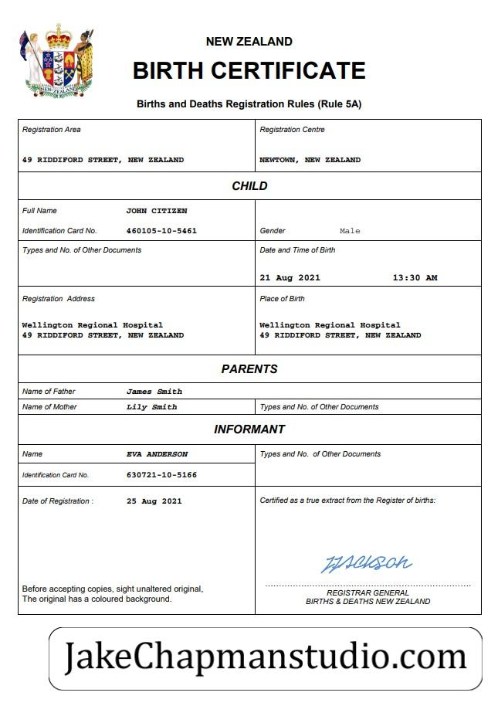 NEW ZEALAND
BIRTH CERTIFICATE
Births and Deaths Registration Rules (Rule 5A)
Registration Area
Registration Centre
49 RIDDIFORD STREET, NEW ZEALAND
NEWTOWN, NEW ZEALAND
CHILD
Full Name JOHN CITIZEN
Identification Card No. 460105-10-5461
Gender Male
Types and No. of Other Documents
Date and Time of Birth
21 Aug 2021 13:30 AM
Registration Address
Place of Birth
Wellington Regional Hospital
49 RIDDIFORD STREET, NEW ZEALAND
Wellington Regional Hospital
49 RIDDIFORD STREET, NEW ZEALAND
PARENTS
Name of Father James Smith
Name of Mother Lily Smith
Types and No. of Other Documents
INFORMANT
Name EVA ANDERSON
Types and No. of Other Documents
Identification Card No. 630721-10-5166
Date of Registration : 25 Aug 2021
Certified as a true extract from the Register of births:
Before accepting copies, sight unaltered original,
The original has a coloured background.
REGISTRAR GENERAL
BIRTHS & DEATHS NEW ZEALAND
JakeChapmanstudio.com